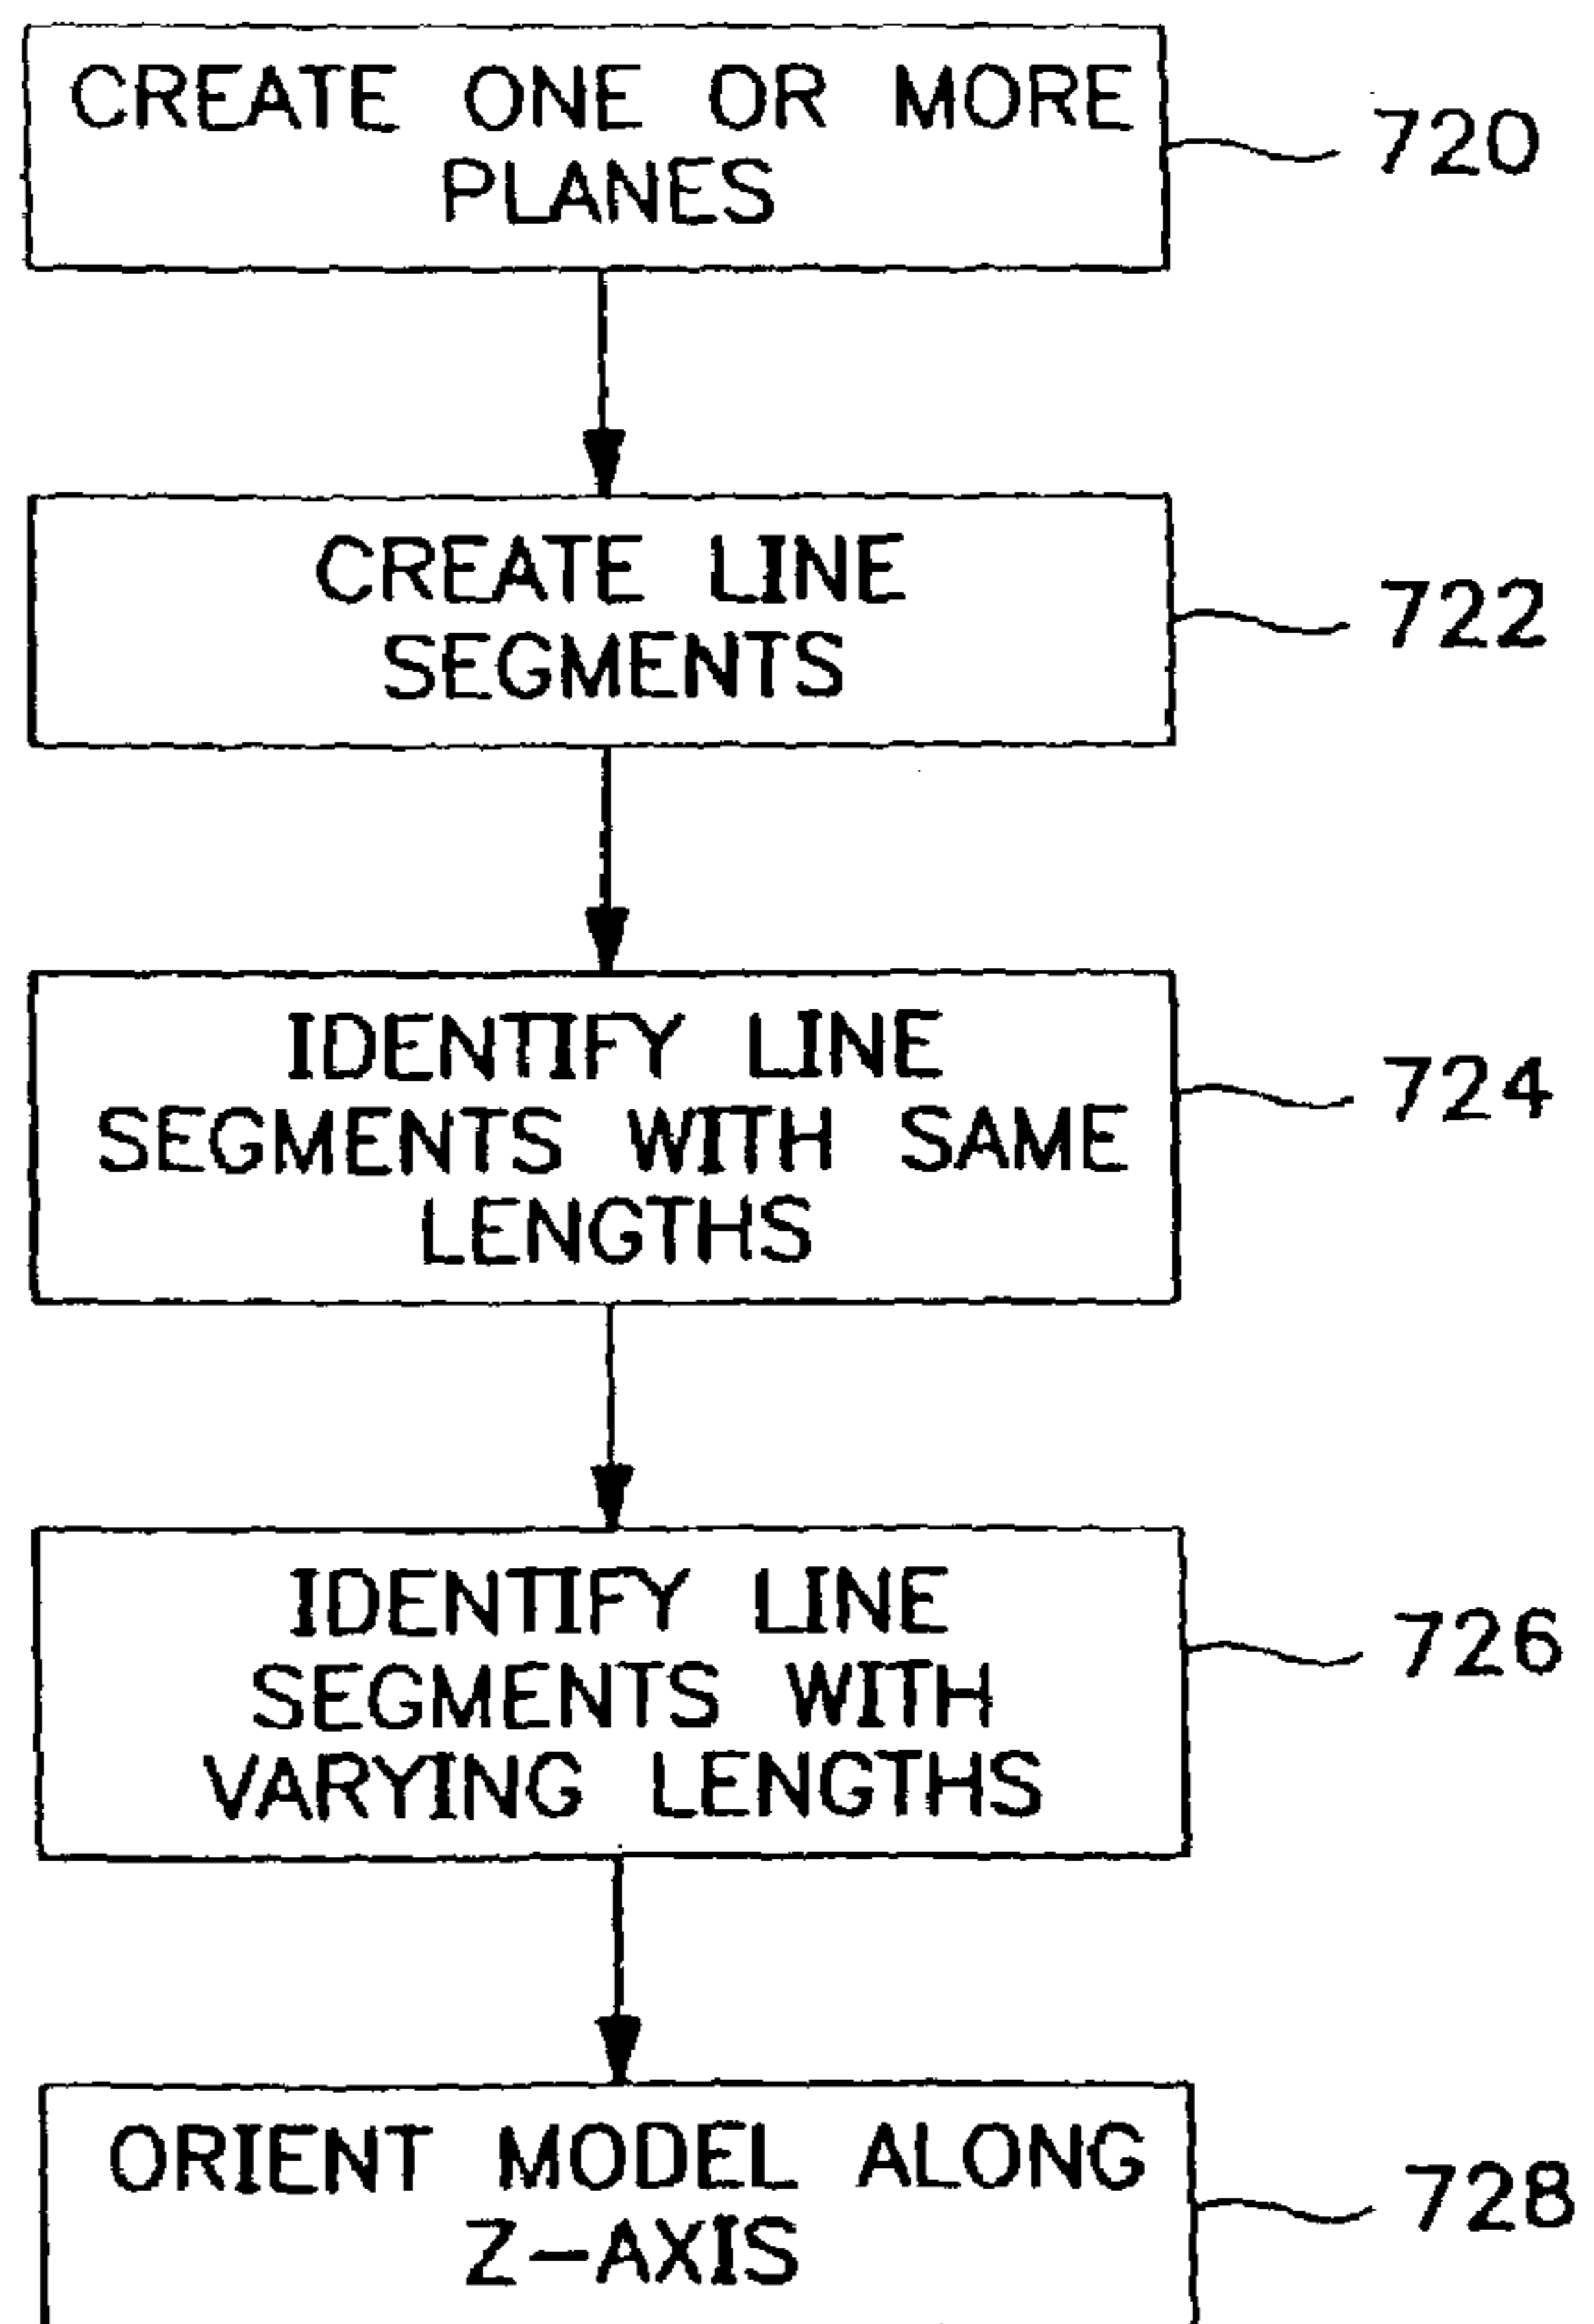 CREATE ONE OR MORE
PLANES
720
CREATE LINE
SEGMENTS
722
IDENTIFY LINE
SEGMENTS WITH SAME
LENGTHS
724
IDENTIFY LINE
SEGMENTS WITH
VARYING LENGTHS
726
ORIENT MODEL ALONG
Z-AXIS
728